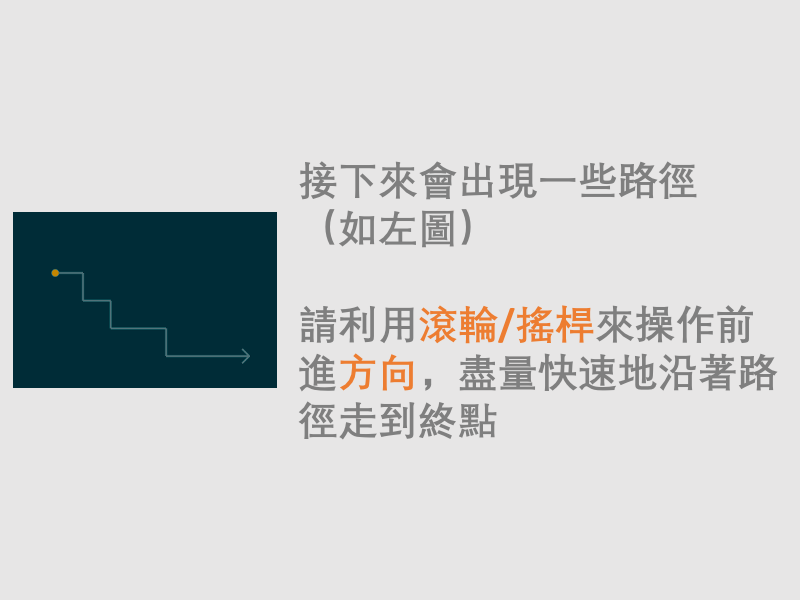 接下來會出現一些路徑
（如左圖）
請利用滾輪/搖桿來操作前
進方向，盡量快速地沿著路
徑走到終點